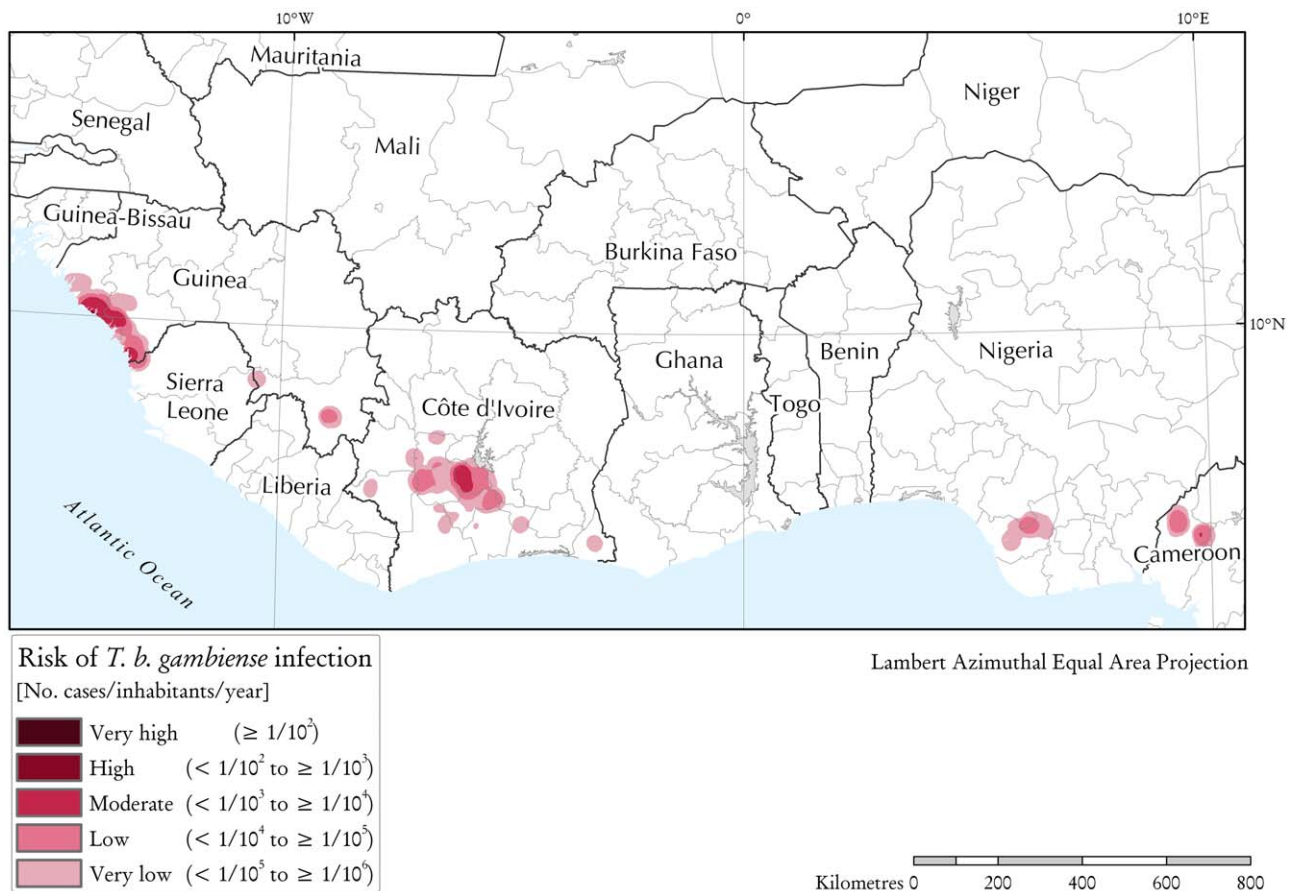 10°W
0°
10°E
Mauritania
Niger
Senegal
Mali
Guinea-Bissau
Burkina Faso
Guinea
10°N
Ghana
Benin
Nigeria
Sierra
Leone
Côte d'Ivoire
Togo
Liberia
Atlantic Ocean
Cameroon
Risk of T. b. gambiense infection
[No. cases/inhabitants/year]
Very high (≥ 1/10²)
High (< 1/10² to ≥ 1/10³)
Moderate (< 1/10³ to ≥ 1/10⁴)
Low (< 1/10⁴ to ≥ 1/10⁵)
Very low (< 1/10⁵ to ≥ 1/10⁶)
Lambert Azimuthal Equal Area Projection
Kilometres 0 200 400 600 800